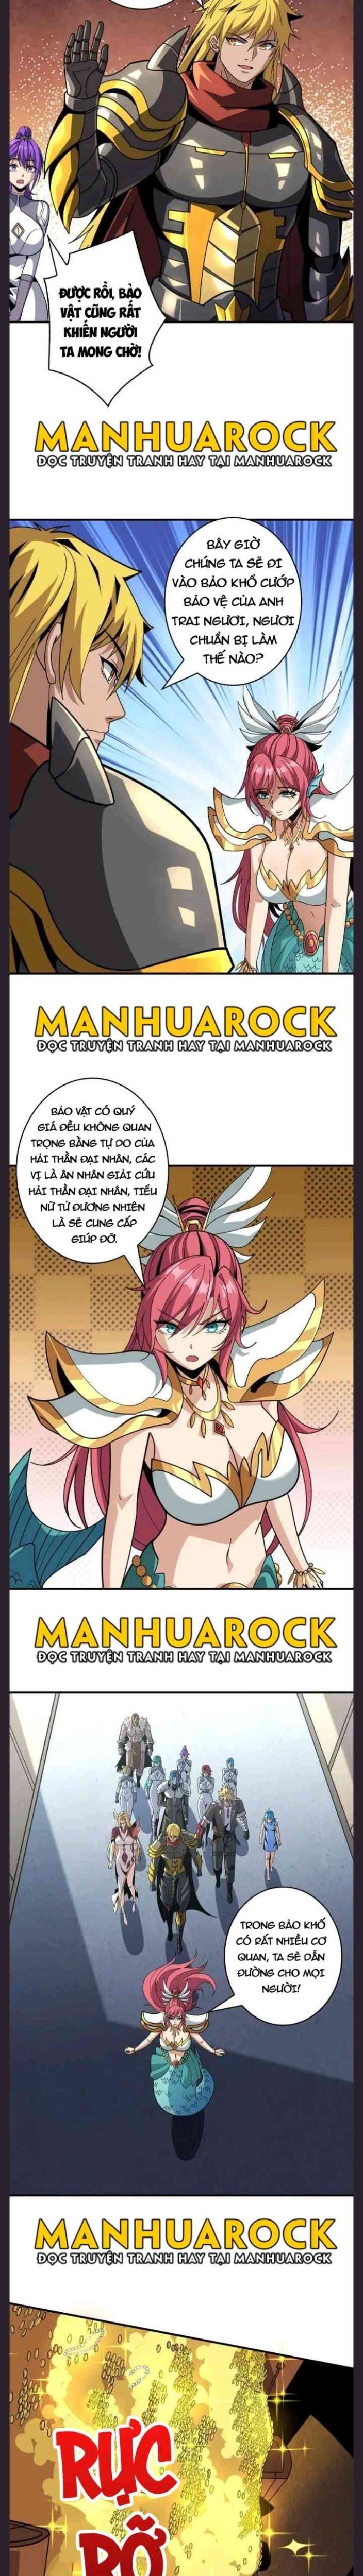 ĐƯỢC RỒI, BẢO
VẬT CŨNG RẤT
KHIẾN NGƯỜI
TA MONG CHỜ!
MANHUAROCK
ĐỌC TRUYỆN TRANH HAY TẠI MANHUAROCK
BÂY GIỜ
CHÚNG TA SẼ ĐI
VÀO BẢO KHỐ CƯỚP
BẢO VỆ CỦA ANH
TRAI NGƯƠI, NGƯƠI
CHUẨN BỊ LÀM
THẾ NÀO?
MANHUAROCK
ĐỌC TRUYỆN TRANH HAY TẠI MANHUAROCK
BẢO VẬT CÓ QUÝ
GIÁ ĐỀU KHÔNG QUAN
TRỌNG BẰNG TỰ DO CỦA
HẢI THẦN ĐẠI NHÂN, CÁC
VỊ LÀ ÂN NHÂN GIẢI CỨU
HẢI THẦN ĐẠI NHÂN, TIỂU
NỮ TỬ ĐƯƠNG NHIÊN
LÀ SẼ CUNG CẤP
GIÚP ĐỠ.
MANHUAROCK
ĐỌC TRUYỆN TRANH HAY TẠI MANHUAROCK
TRONG BẢO KHỐ
CÓ RẤT NHIỀU CƠ
QUAN, TA SẼ DẪN
ĐƯỜNG CHO MỌI
NGƯỜI!
MANHUAROCK
ĐỌC TRUYỆN TRANH HAY TẠI MANHUAROCK
RỰC
RỠ